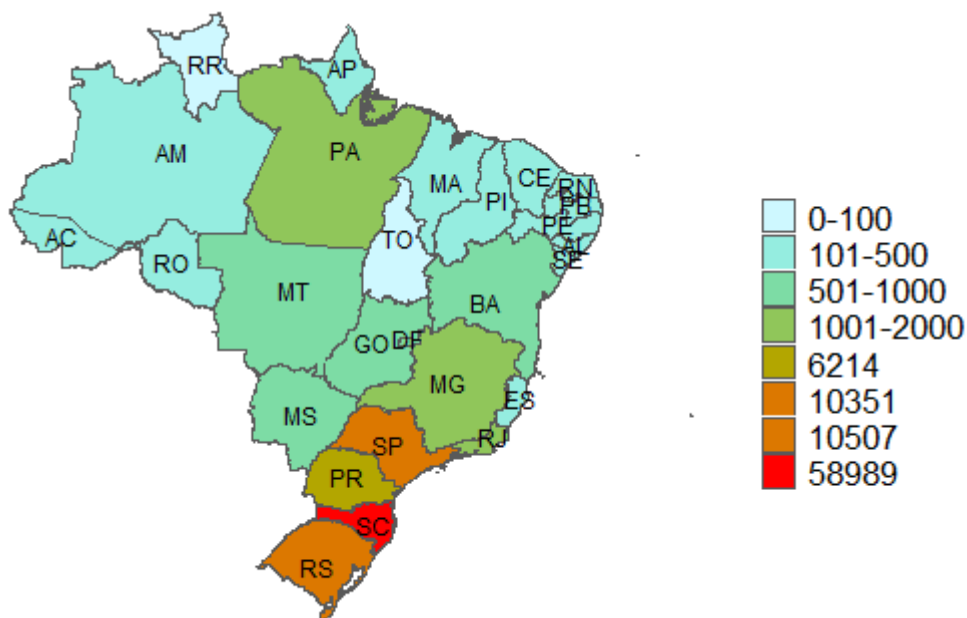 RR
AP
AM
PA
MA
CE
RN
PI
PB
PE
AC
TO
AL
SE
RO
MT
BA
GO
DF
MG
MS
ES
SP
RJ
PR
SC
RS
0-100
101-500
501-1000
1001-2000
6214
10351
10507
58989